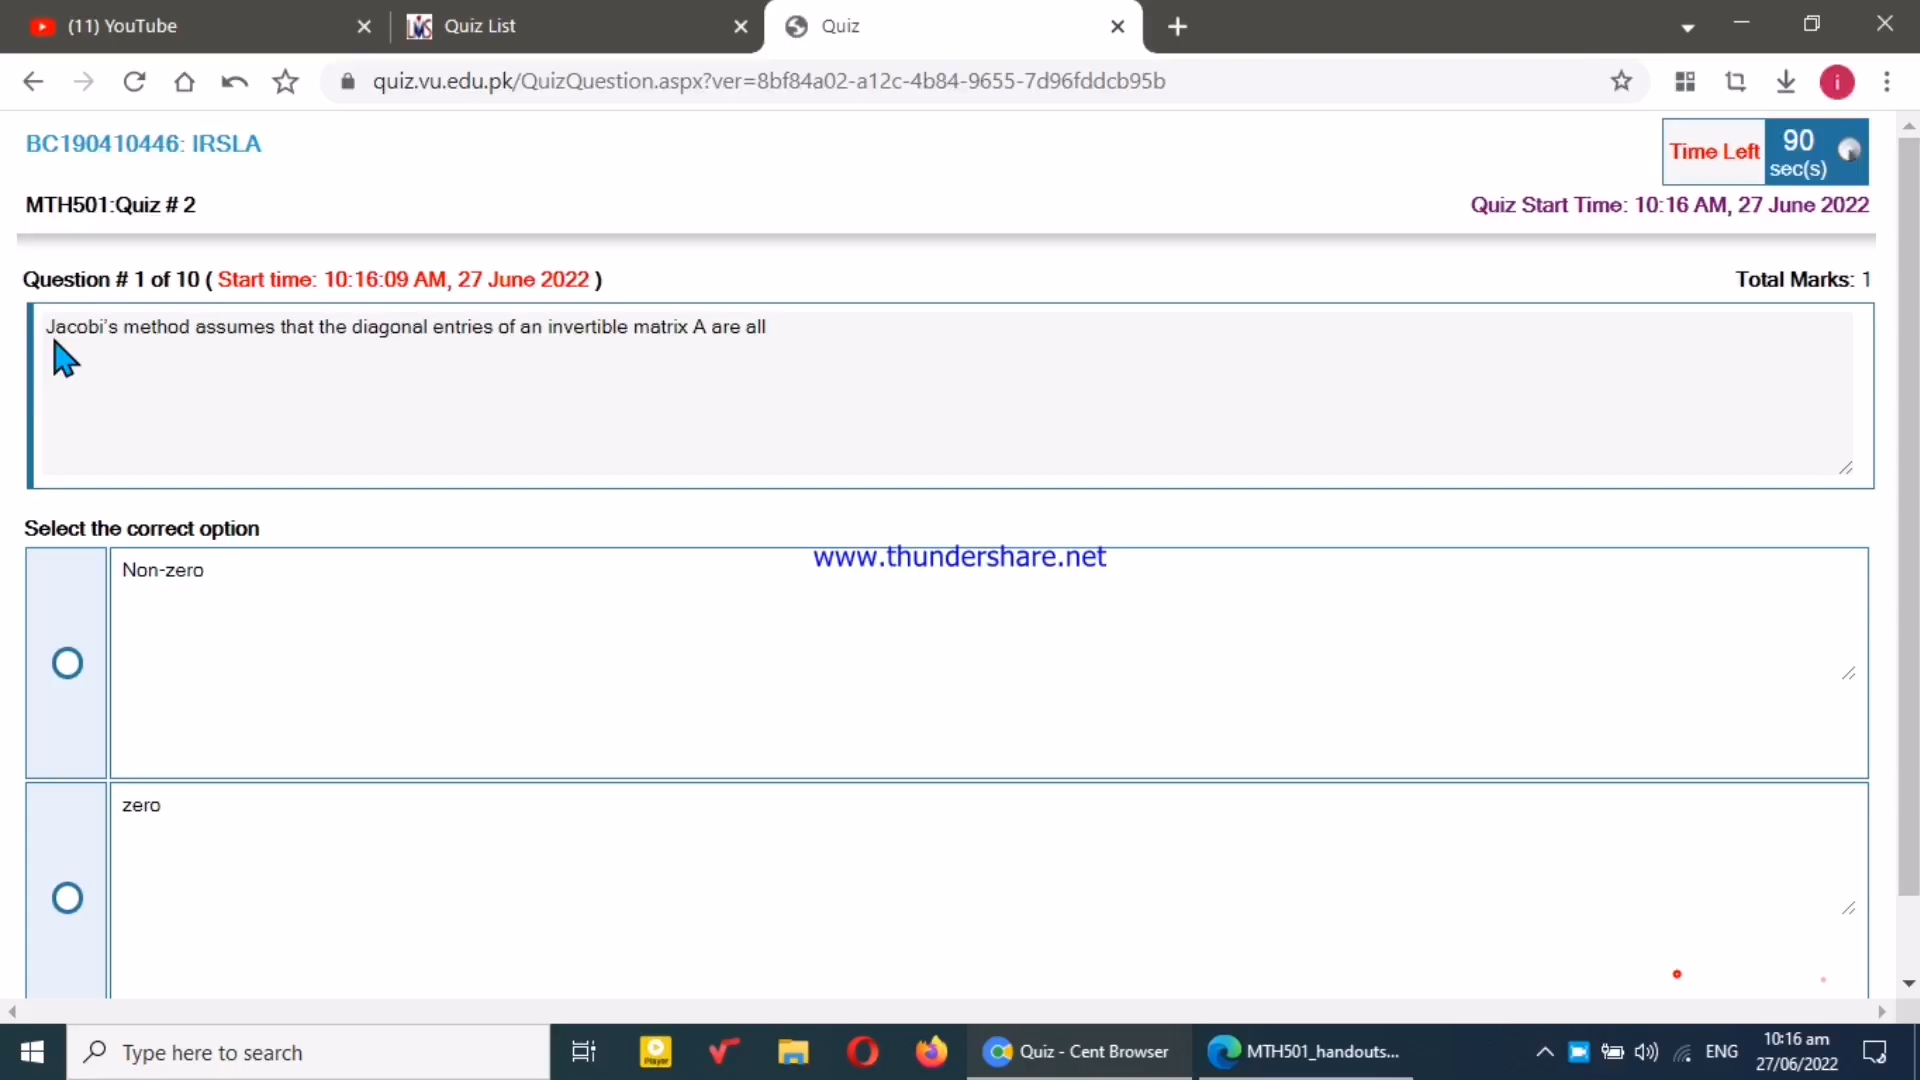 (11) YouTube
Quiz List
Quiz
quiz.vu.edu.pk/QuizQuestion.aspx?ver=8bf84a02-a12c-4b84-9655-7d96fddcb95b
i
BC190410446: IRSLA
Time Left
90
sec(s)
MTH501:Quiz # 2
Quiz Start Time: 10:16 AM, 27 June 2022
Question # 1 of 10 ( Start time: 10:16:09 AM, 27 June 2022 )
Total Marks: 1
Jacobi's method assumes that the diagonal entries of an invertible matrix A are all
Select the correct option
www.thundershare.net
Non-zero
zero
Type here to search
Player
Quiz - Cent Browser
MTH501_handouts...
ENG
10:16 am
27/06/2022